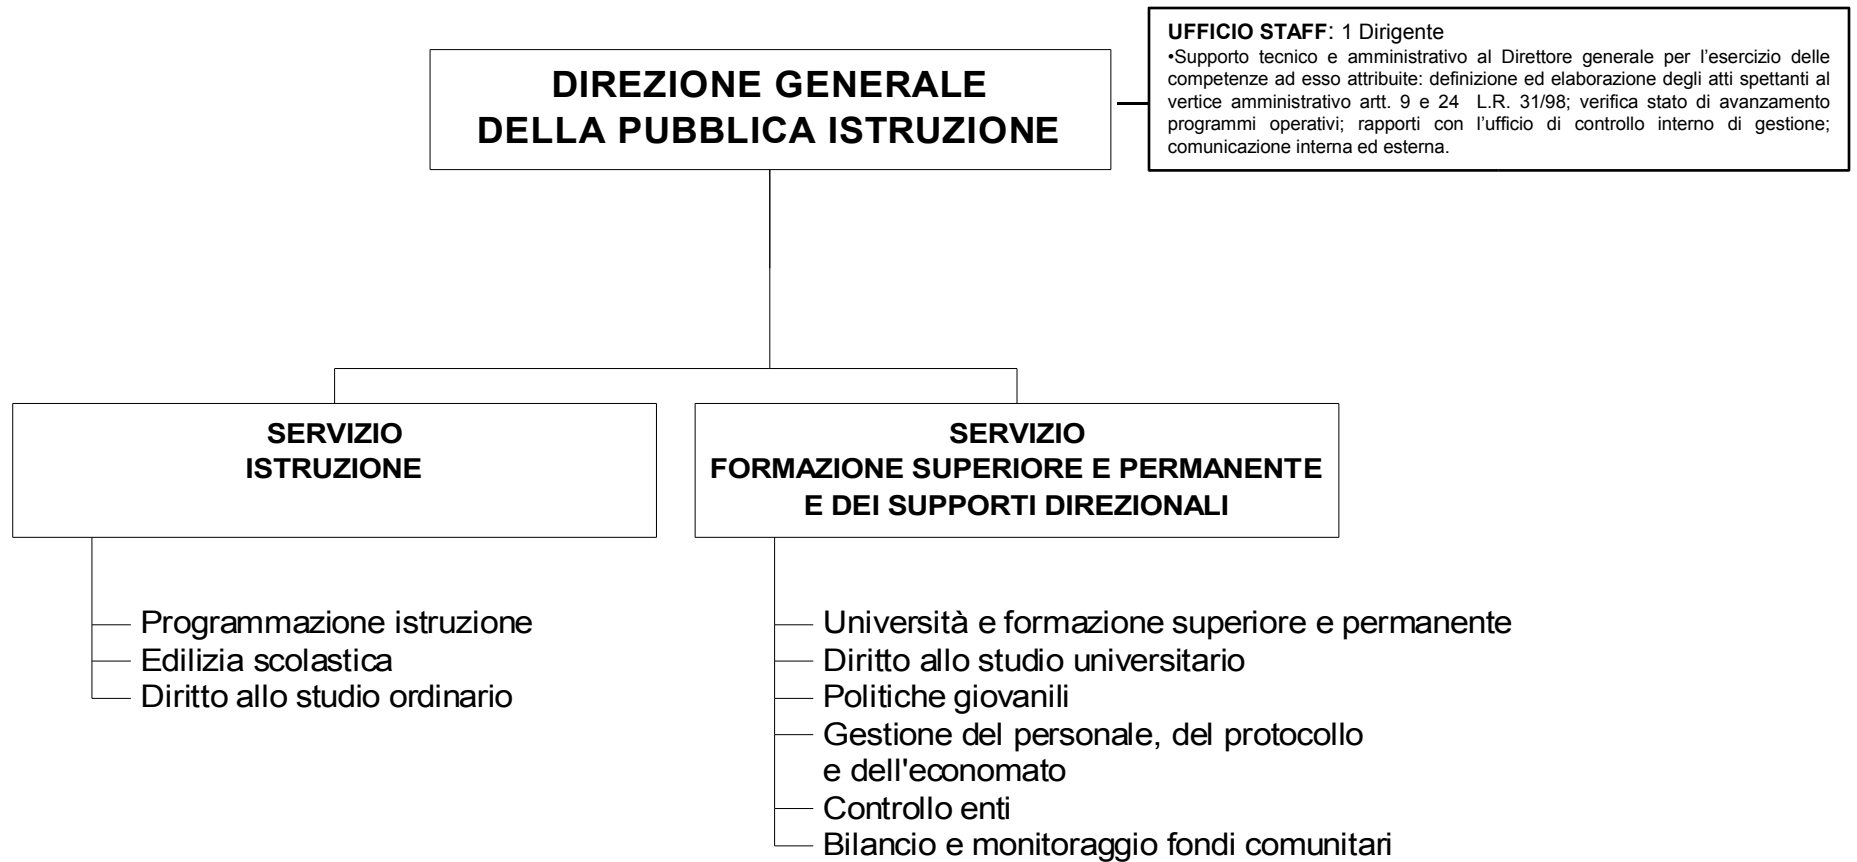 DIREZIONE GENERALE
DELLA PUBBLICA ISTRUZIONE
UFFICIO STAFF: 1 Dirigente
•Supporto tecnico e amministrativo al Direttore generale per l’esercizio delle
competenze ad esso attribuite: definizione ed elaborazione degli atti spettanti al
vertice amministrativo artt. 9 e 24 L.R. 31/98; verifica stato di avanzamento
programmi operativi; rapporti con l’ufficio di controllo interno di gestione;
comunicazione interna ed esterna.
SERVIZIO
ISTRUZIONE
Programmazione istruzione
Edilizia scolastica
Diritto allo studio ordinario
SERVIZIO
FORMAZIONE SUPERIORE E PERMANENTE
E DEI SUPPORTI DIREZIONALI
Università e formazione superiore e permanente
Diritto allo studio universitario
Politiche giovanili
Gestione del personale, del protocollo
e dell'economato
Controllo enti
Bilancio e monitoraggio fondi comunitari